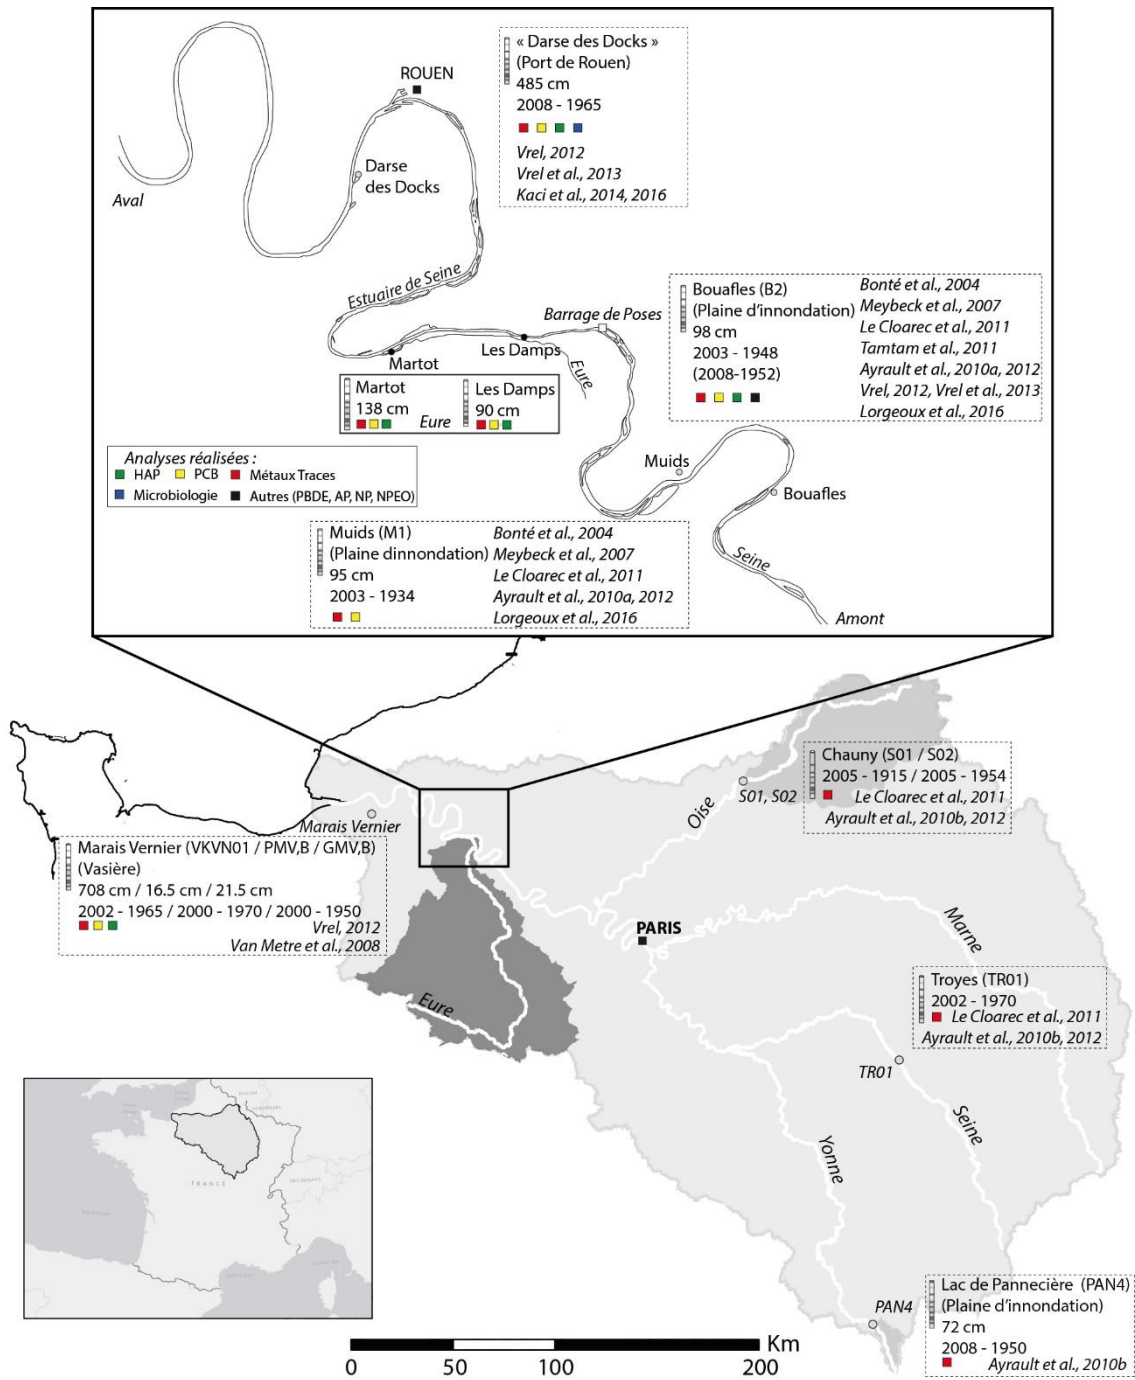 « Darse des Docks »
(Port de Rouen)
485 cm
2008 - 1965
Vrel, 2012
Vrel et al., 2013
Kaci et al., 2014, 2016
ROUEN
Darse
des Docks
Aval
Estuaire de Seine
Barrage de Poses
Les Damps
Martot
Eure
Bouafles (B2)
(Plaine d'innondation)
98 cm
2003 - 1948
(2008-1952)
Bonté et al., 2004
Meybeck et al., 2007
Le Cloarec et al., 2011
Tamtam et al., 2011
Ayrault et al., 2010a, 2012
Vrel, 2012, Vrel et al., 2013
Lorgeoux et al., 2016
Martot
138 cm
Eure
Les Damps
90 cm
Muids
Bouafles
Seine
Amont
Analyses réalisées :
HAP PCB Métaux Traces
Microbiologie Autres (PBDE, AP, NP, NPEO)
Muids (M1)
(Plaine dinnondation)
95 cm
2003 - 1934
Bonté et al., 2004
Meybeck et al., 2007
Le Cloarec et al., 2011
Ayrault et al., 2010a, 2012
Lorgeoux et al., 2016
Chauny (S01 / S02)
2005 - 1915 / 2005 - 1954
Le Cloarec et al., 2011
Ayrault et al., 2010b, 2012
S01, S02
Oise
Marais Vernier
Marais Vernier (VKVN01 / PMV,B / GMV,B)
(Vasière)
708 cm / 16.5 cm / 21.5 cm
2002 - 1965 / 2000 - 1970 / 2000 - 1950
Vrel, 2012
Van Metre et al., 2008
PARIS
Marne
Eure
Troyes (TR01)
2002 - 1970
Le Cloarec et al., 2011
Ayrault et al., 2010b, 2012
TR01
Seine
Yonne
FRANCE
PAN4
Lac de Pannecière (PAN4)
(Plaine d'innondation)
72 cm
2008 - 1950
Ayrault et al., 2010b
Km
0 50 100 200